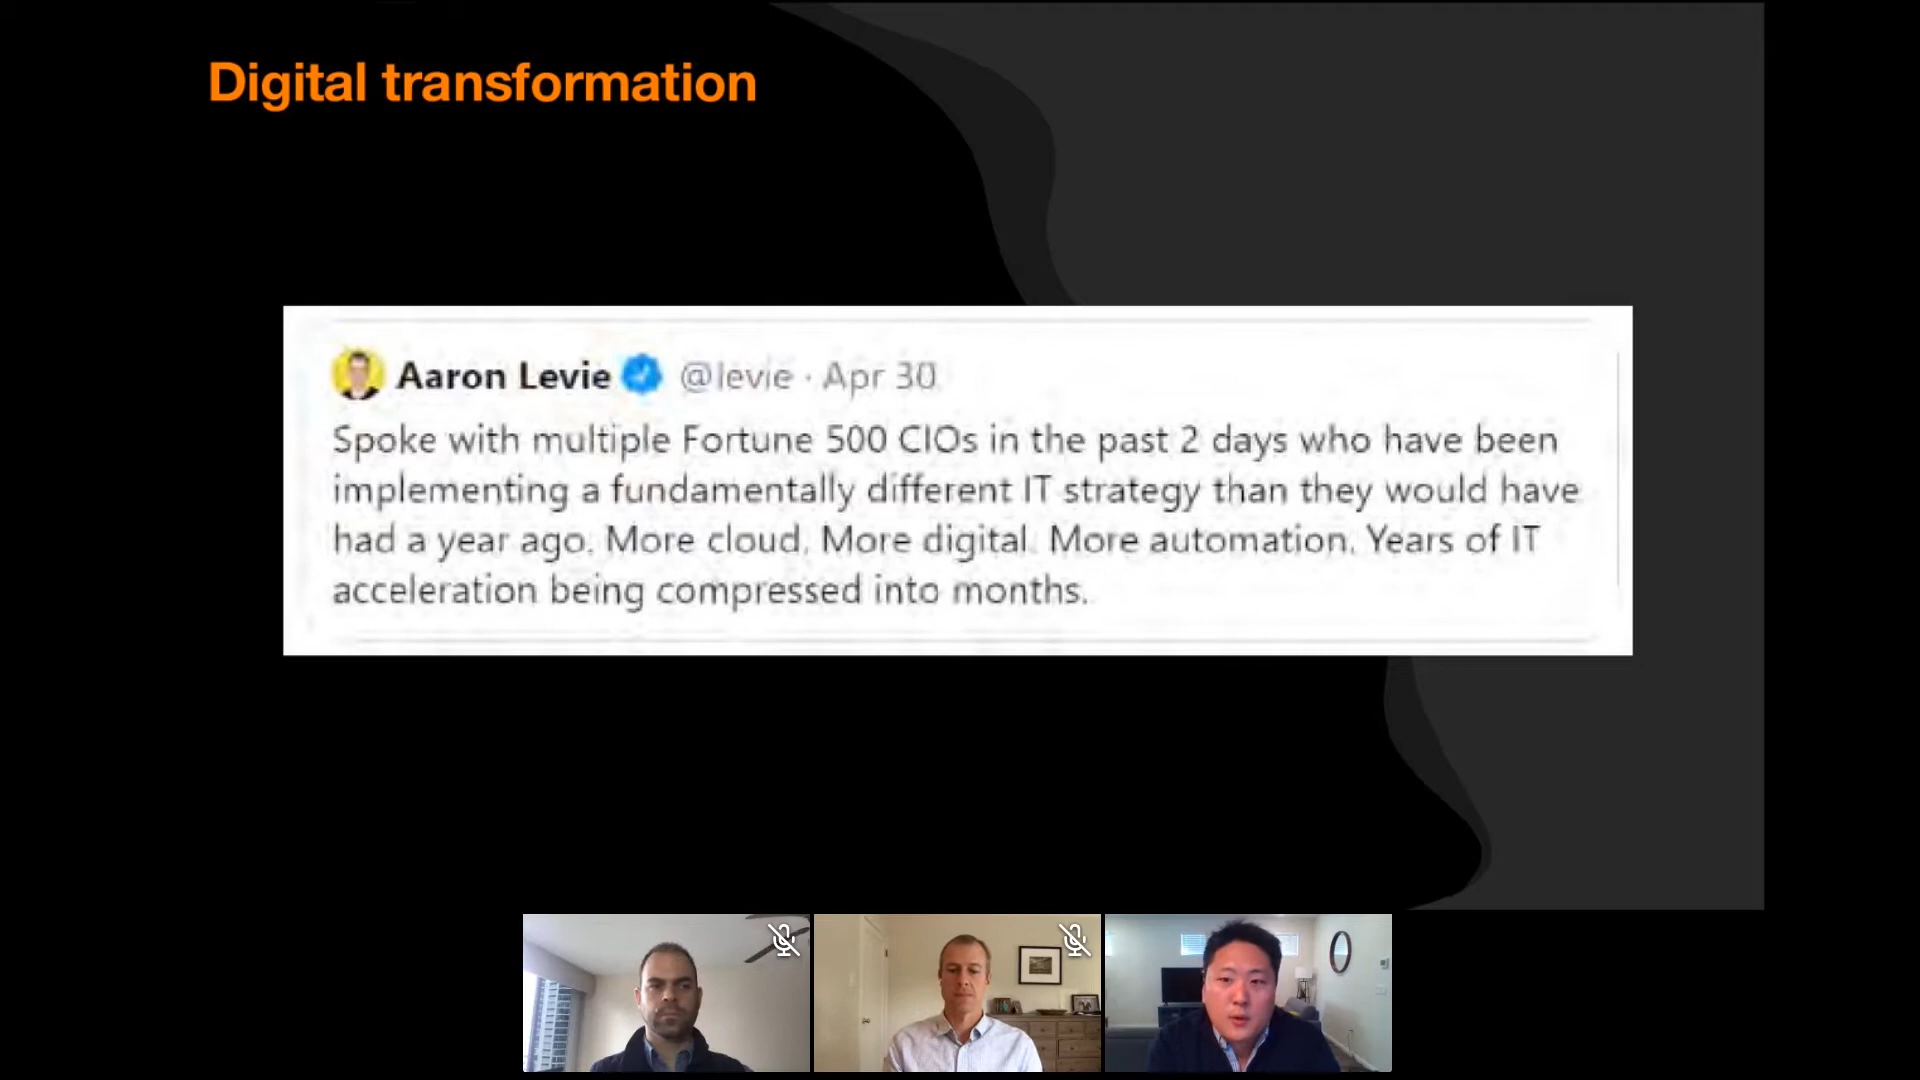 Digital transformation
Aaron Levie @levie · Apr 30
Spoke with multiple Fortune 500 CIOs in the past 2 days who have been
implementing a fundamentally different IT strategy than they would have
had a year ago. More cloud. More digital. More automation. Years of IT
acceleration being compressed into months.